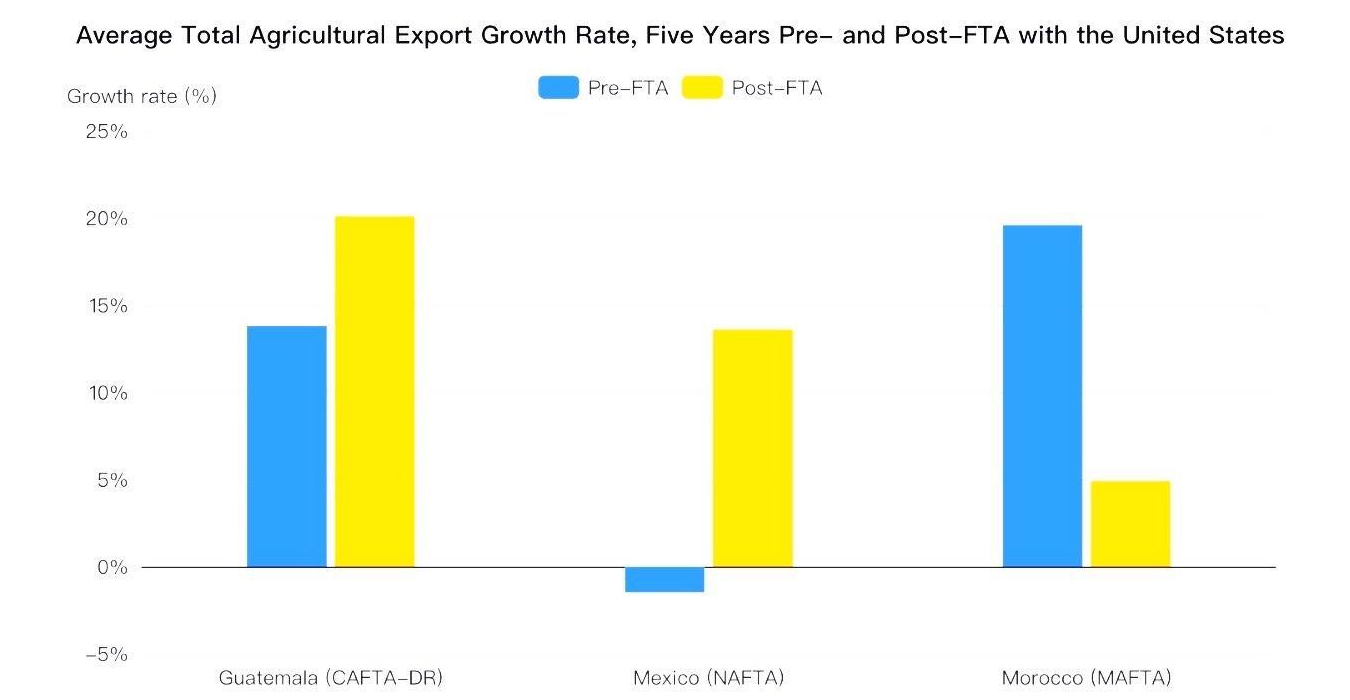 Average Total Agricultural Export Growth Rate, Five Years Pre– and Post–FTA with the United States
Pre–FTA Post–FTA
Growth rate (%)
25%
20%
15%
10%
5%
0%
–5%
Guatemala (CAFTA–DR) Mexico (NAFTA) Morocco (MAFTA)